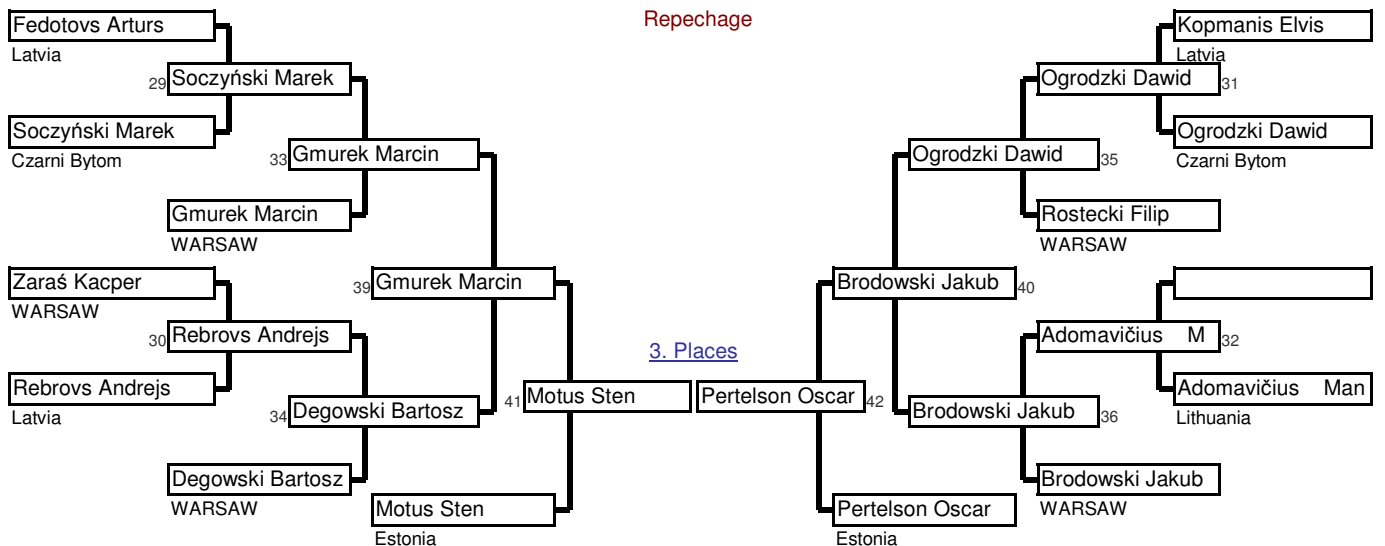 Repechage
Fedotovs Arturs
Latvia
29
Soczyński Marek
Soczyński Marek
Czarni Bytom
33
Gmurek Marcin
Gmurek Marcin
WARSAW
Zaraś Kacper
WARSAW
39
Gmurek Marcin
30
Rebrovs Andrejs
Rebrovs Andrejs
Latvia
34
Degowski Bartosz
41
Motus Sten
Degowski Bartosz
WARSAW
Motus Sten
Estonia
3. Places
Kopmanis Elvis
Latvia
Ogrodzki Dawid
31
Ogrodzki Dawid
Czarni Bytom
Ogrodzki Dawid
35
Rostecki Filip
WARSAW
Brodowski Jakub
40
Adomavičius M
32
Adomavičius Man
Lithuania
Pertelson Oscar
42
Brodowski Jakub
36
Brodowski Jakub
WARSAW
Pertelson Oscar
Estonia